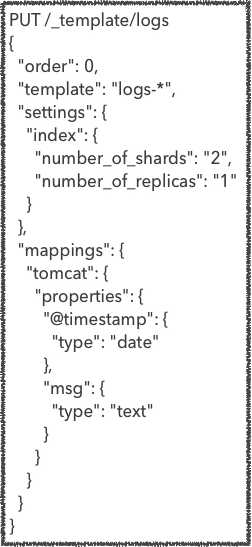 PUT /_template/logs
{
  "order": 0,
  "template": "logs-*",
  "settings": {
    "index": {
      "number_of_shards": "2",
      "number_of_replicas": "1"
    }
  },
  "mappings": {
    "tomcat": {
      "properties": {
        "@timestamp": {
          "type": "date"
        },
        "msg": {
          "type": "text"
        }
      }
    }
  }
}